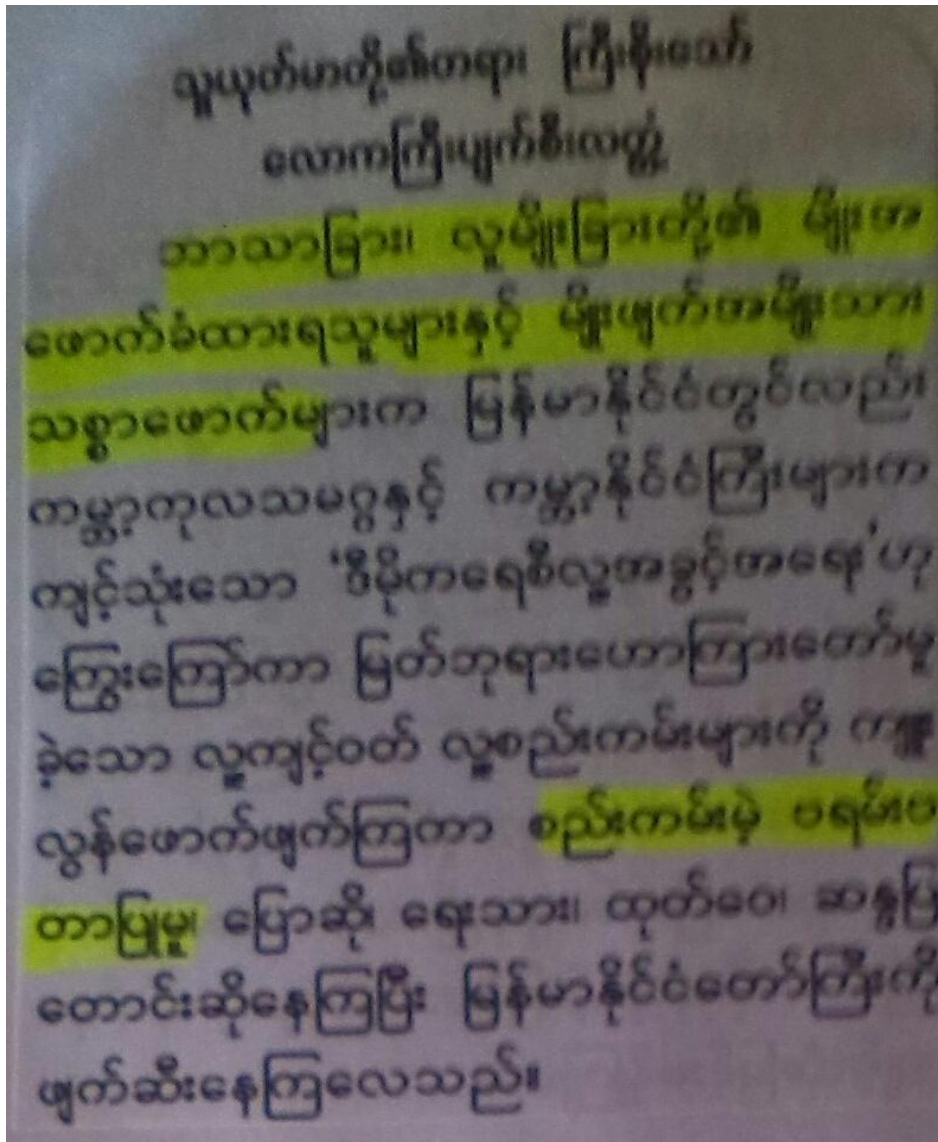 လူယုတ်မာတို့၏တရား ကြီးစိုးသော်
လောကကြီးပျက်စီးလတ္တံ့
ဘာသာခြား၊ လူမျိုးခြားတို့၏ မျိုးအ
ဖောက်ခံထားရသူများနှင့် မျိုးဖျက်အမျိုးသား
သစ္စာဖောက်များက မြန်မာနိုင်ငံတွင်လည်း
ကမ္ဘာ့ကုလသမဂ္ဂနှင့် ကမ္ဘာ့နိုင်ငံကြီးများက
ကျင့်သုံးသော 'ဒီမိုကရေစီလူ့အခွင့်အရေး'ဟု
ကြွေးကြော်ကာ မြတ်ဘုရားဟောကြားတော်မူ
ခဲ့သော လူ့ကျင့်ဝတ် လူ့စည်းကမ်းများကို ကျူး
လွန်ဖောက်ဖျက်ကြကာ စည်းကမ်းမဲ့ ဗရမ်းဗ
တာပြုမူ၊ ပြောဆို၊ ရေးသား၊ ထုတ်ဝေ၊ ဆန္ဒပြ
တောင်းဆိုနေကြပြီး မြန်မာနိုင်ငံတော်ကြီးကို
ဖျက်ဆီးနေကြလေသည်။